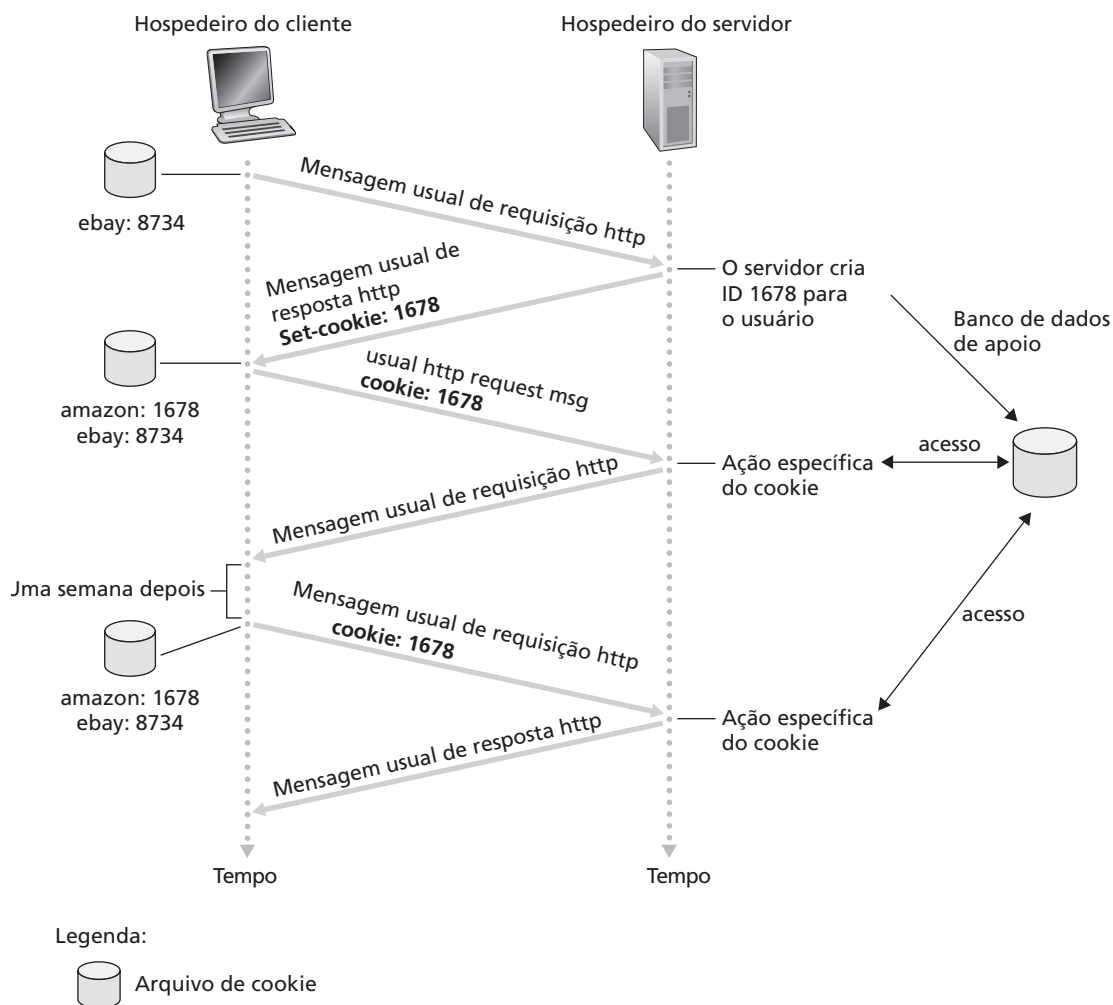 Hospedeiro do cliente
Hospedeiro do servidor
ebay: 8734
Mensagem usual de requisição http
Mensagem usual de
resposta http
Set-cookie: 1678
O servidor cria
ID 1678 para
o usuário
Banco de dados
de apoio
amazon: 1678
ebay: 8734
usual http request msg
cookie: 1678
Ação específica
do cookie
acesso
Mensagem usual de requisição http
Jma semana depois
Mensagem usual de requisição http
cookie: 1678
acesso
amazon: 1678
ebay: 8734
Ação específica
do cookie
Mensagem usual de resposta http
Tempo
Tempo
Legenda:
Arquivo de cookie